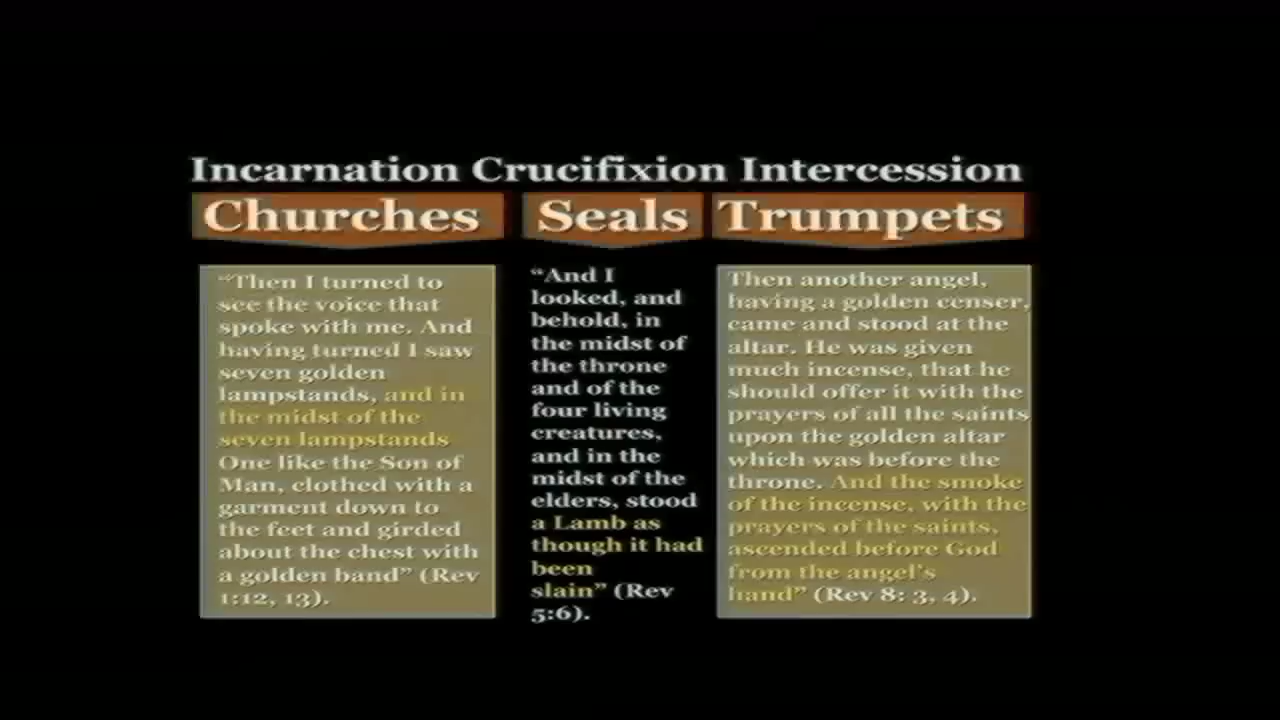 Incarnation Crucifixion Intercession
Churches Seals Trumpets
“Then I turned to
see the voice that
spoke with me. And
having turned I saw
seven golden
lampstands, and in
the midst of the
seven lampstands
One like the Son of
Man, clothed with a
garment down to
the feet and girded
about the chest with
a golden band” (Rev
1:12, 13).
“And I
looked, and
behold, in
the midst of
the throne
and of the
four living
creatures,
and in the
midst of the
elders, stood
a Lamb as
though it had
been
slain” (Rev
5:6).
Then another angel,
having a golden censer,
came and stood at the
altar. He was given
much incense, that he
should offer it with the
prayers of all the saints
upon the golden altar
which was before the
throne. And the smoke
of the incense, with the
prayers of the saints,
ascended before God
from the angel’s
hand” (Rev 8: 3, 4).